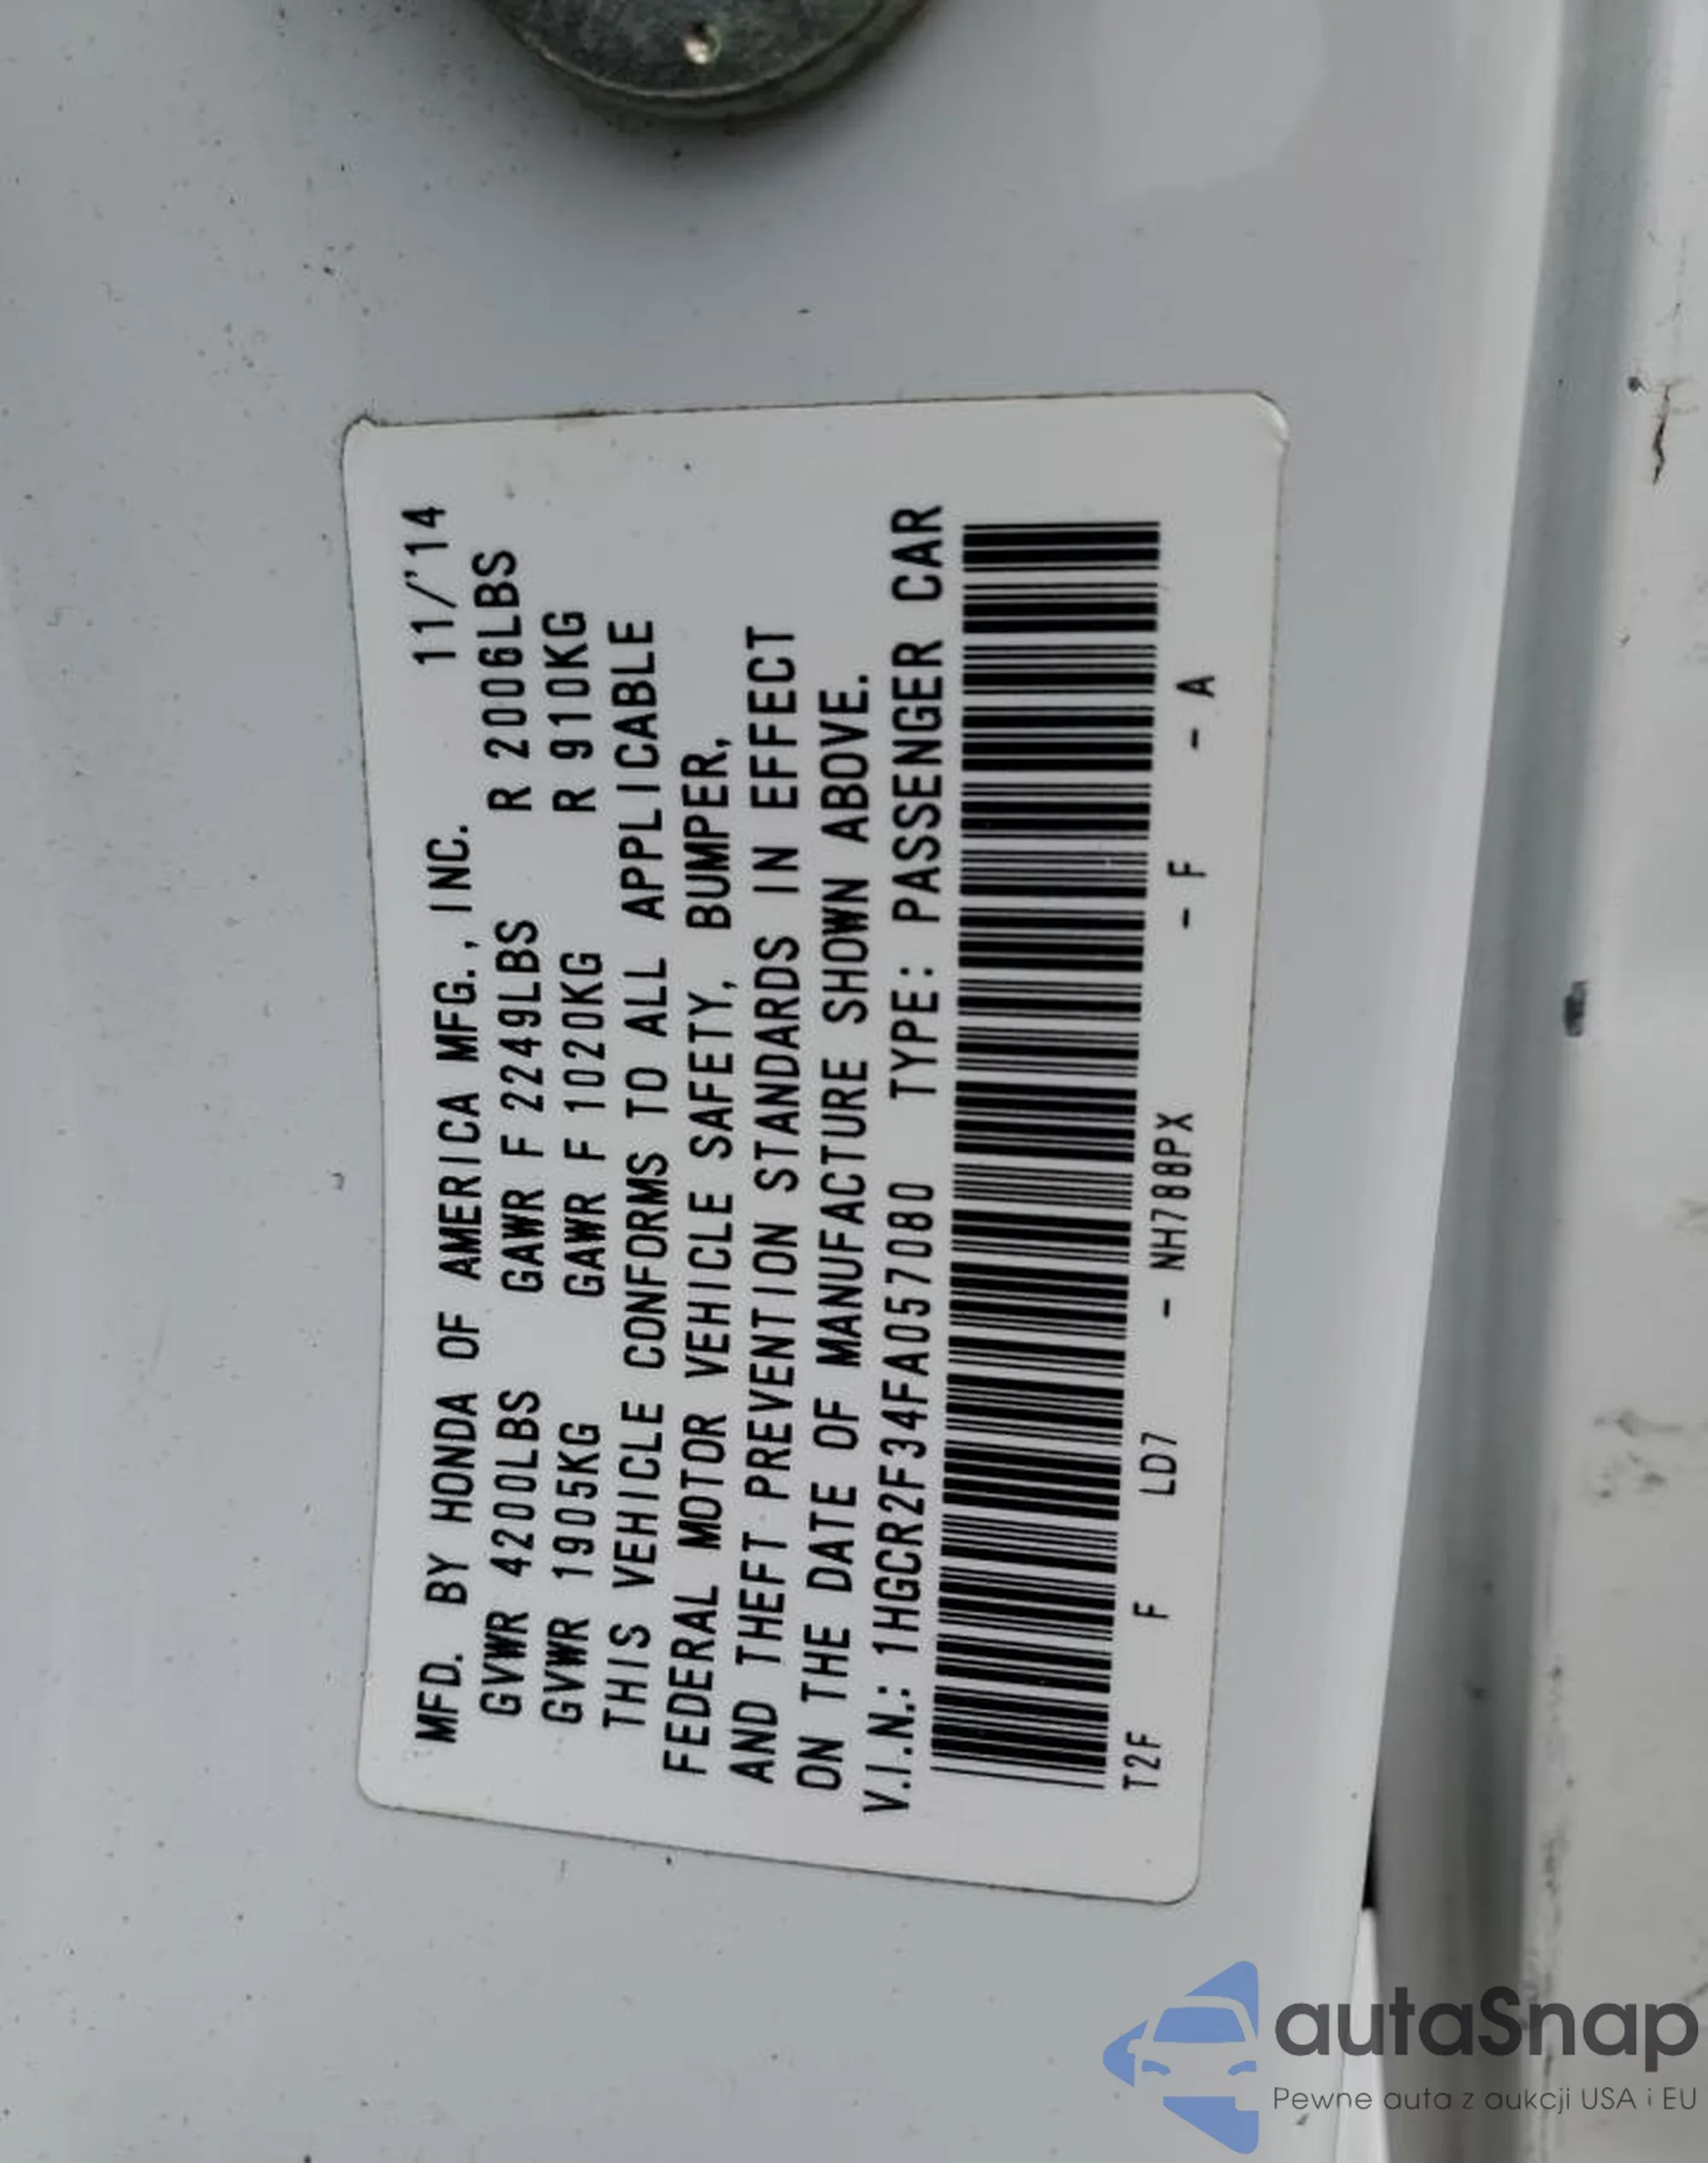 MFD. BY HONDA OF AMERICA MFG., INC. 11/'14
GVWR 4200LBS GAWR F 2249LBS R 2006LBS
GVWR 1905KG GAWR F 1020KG R 910KG
THIS VEHICLE CONFORMS TO ALL APPLICABLE
FEDERAL MOTOR VEHICLE SAFETY, BUMPER,
AND THEFT PREVENTION STANDARDS IN EFFECT
ON THE DATE OF MANUFACTURE SHOWN ABOVE.
V.I.N.: 1HGCR2F34FA057080 TYPE: PASSENGER CAR
T2F F LD7 - NH788PX - F - A
autaSnap
Pewne auta z aukcji USA i EU